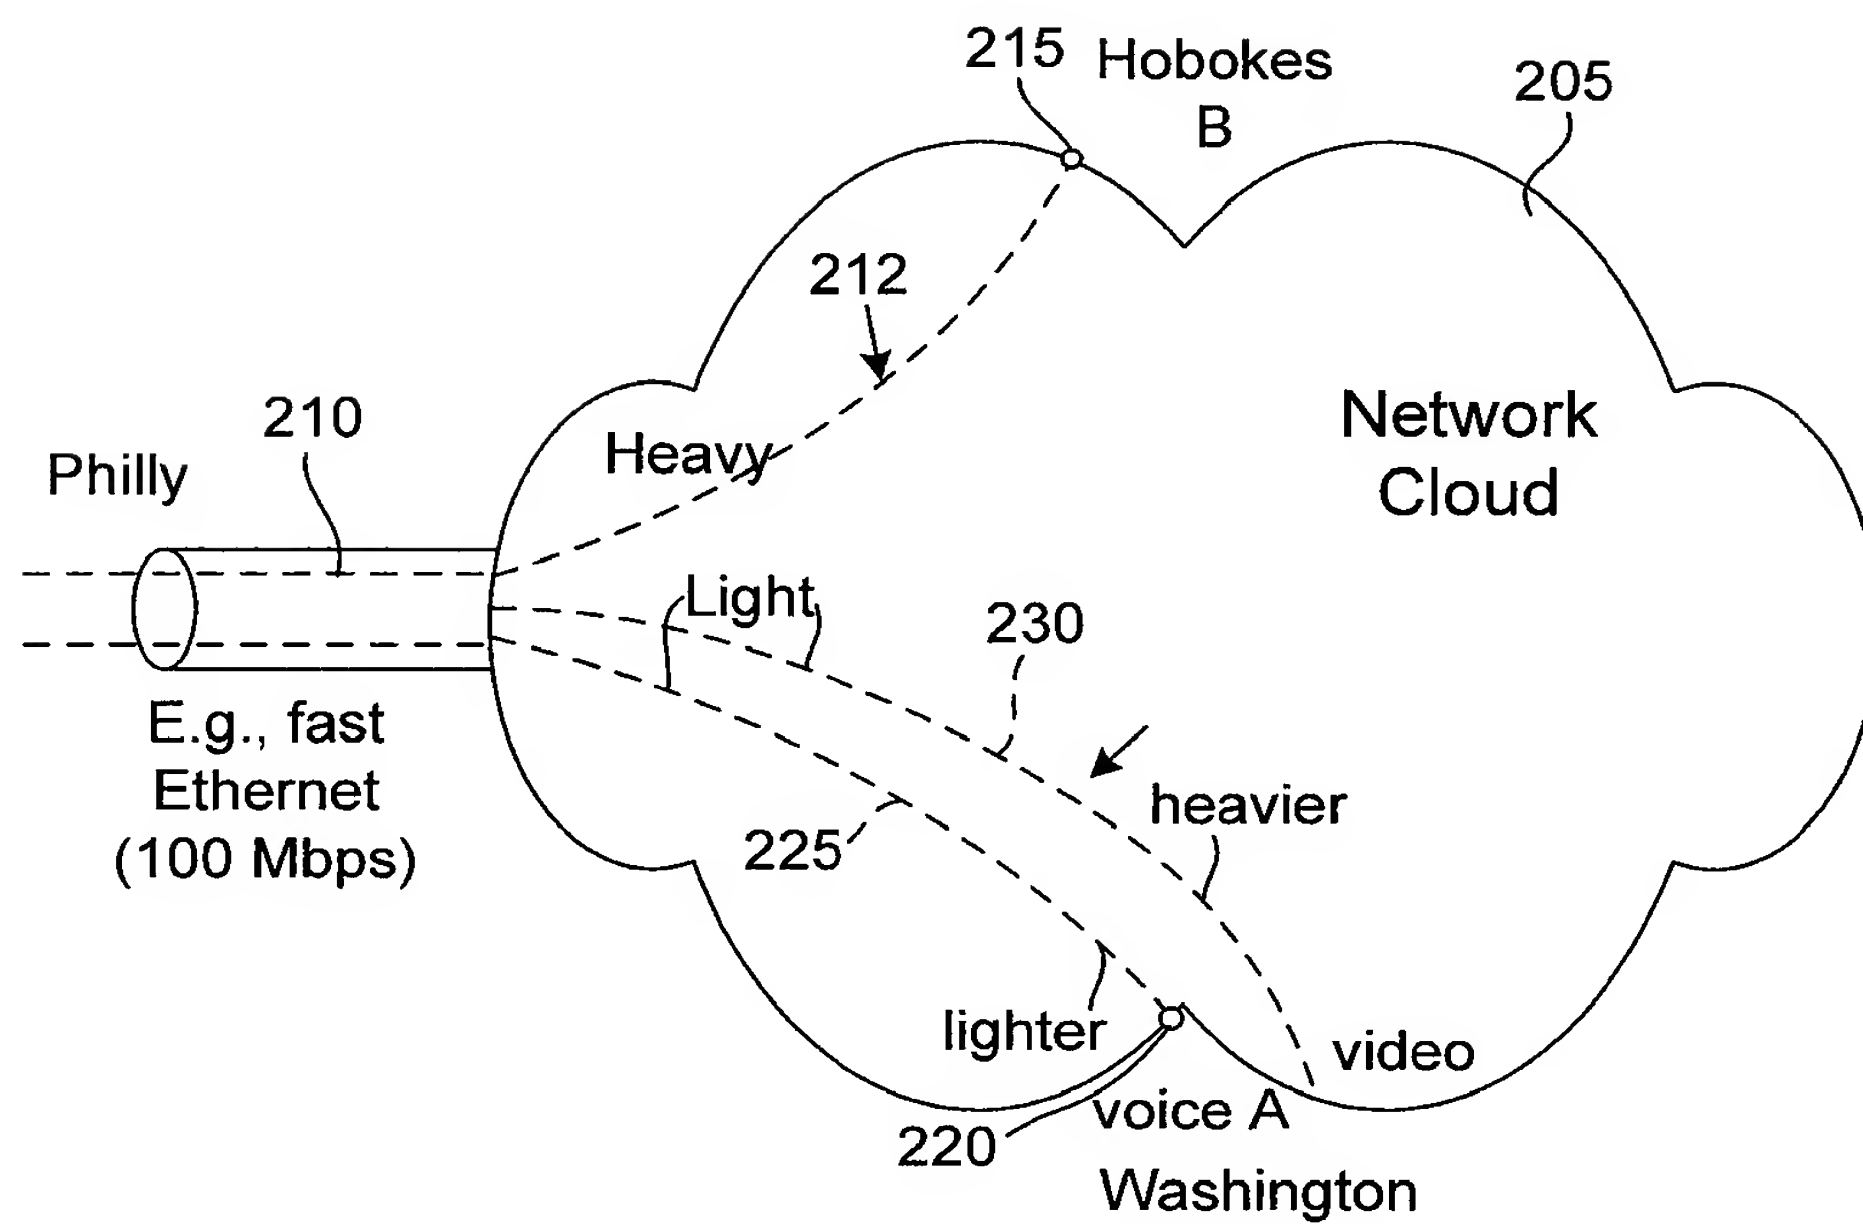 215
Hobokes
B
205
212
210
Philly
Heavy
Network
Cloud
Light
230
E.g., fast
Ethernet
(100 Mbps)
225
heavier
lighter
video
voice A
220
Washington